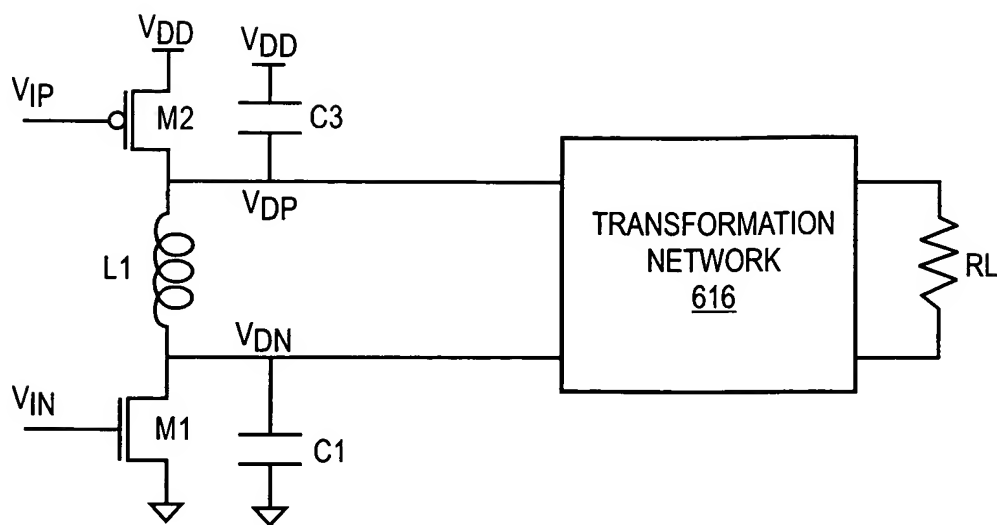 VDD
VDD
VIP
M2
C3
VDP
TRANSFORMATION
NETWORK
616
RL
L1
VDN
VIN
M1
C1